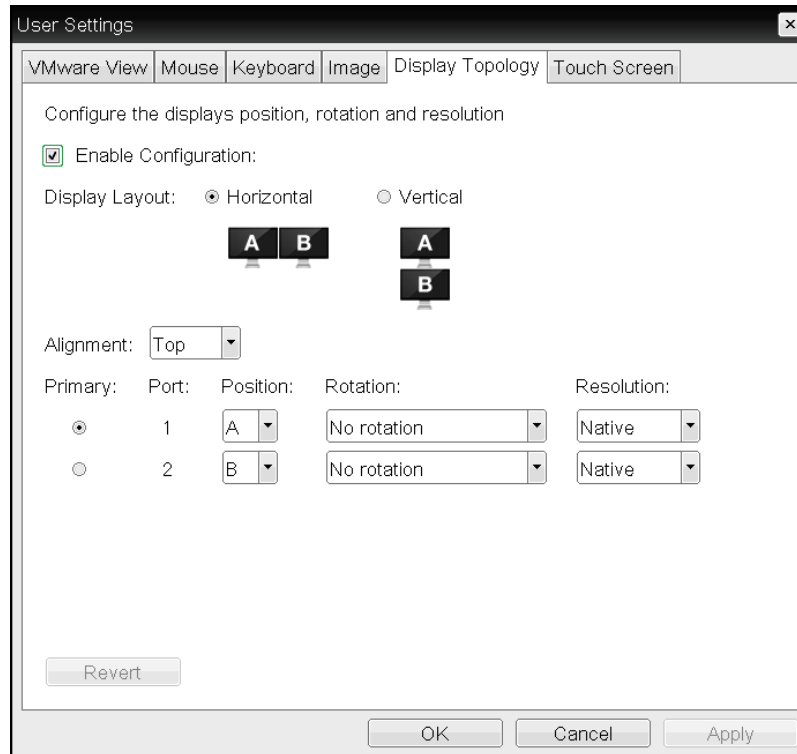 User Settings
VMware View Mouse Keyboard Image Display Topology Touch Screen
Configure the displays position, rotation and resolution
Enable Configuration:
Display Layout: Horizontal Vertical
A B A
B
Alignment: Top
Primary: Port: Position: Rotation: Resolution:
1 A No rotation Native
2 B No rotation Native
Revert
OK Cancel Apply